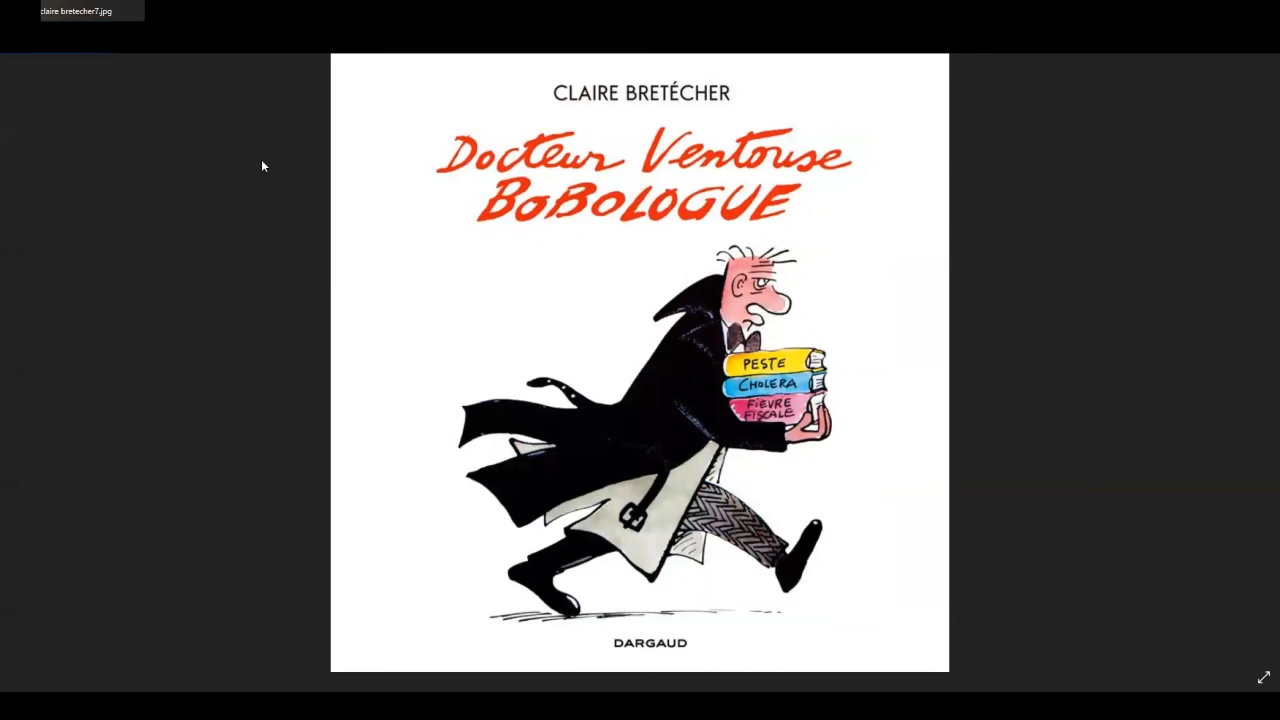 claire bretecher7.jpg
CLAIRE BRETÉCHER
Docteur Ventouse
BOBOLOGUE
PESTE
CHOLERA
FIEVRE
FISCALE
DARGAUD